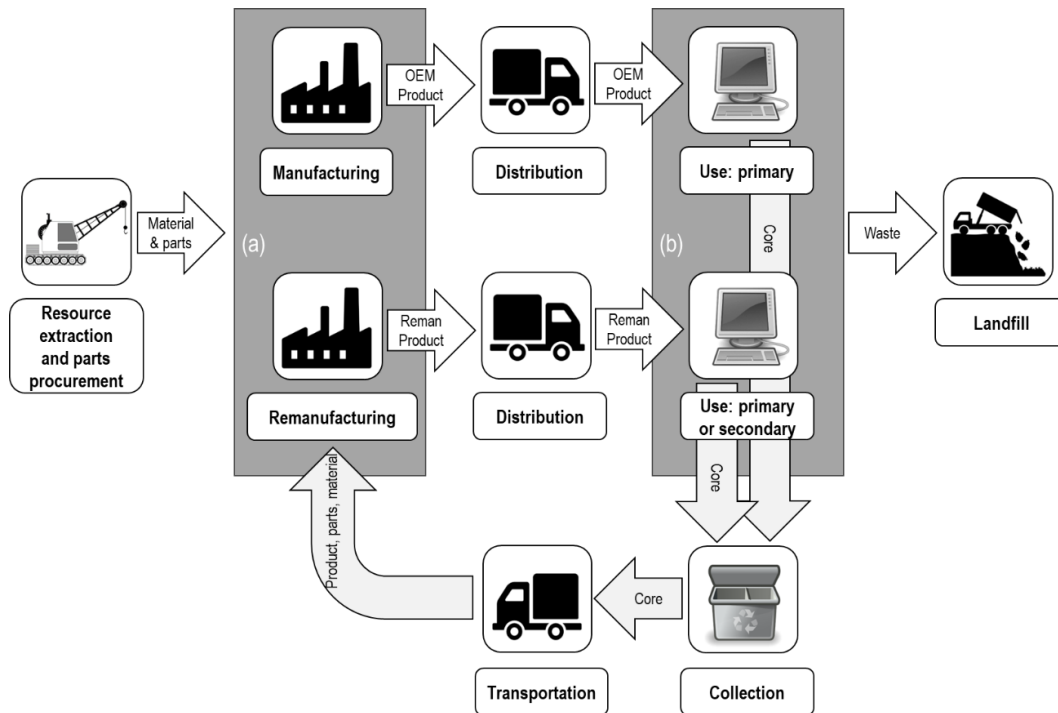 OEM
Product
OEM
Product
Manufacturing
Distribution
Use: primary
Material
& parts
(a)
(b)
Core
Waste
Resource
extraction
and parts
procurement
Reman
Product
Reman
Product
Landfill
Remanufacturing
Distribution
Use: primary
or secondary
Product, parts, material
Core
Core
Transportation
Collection